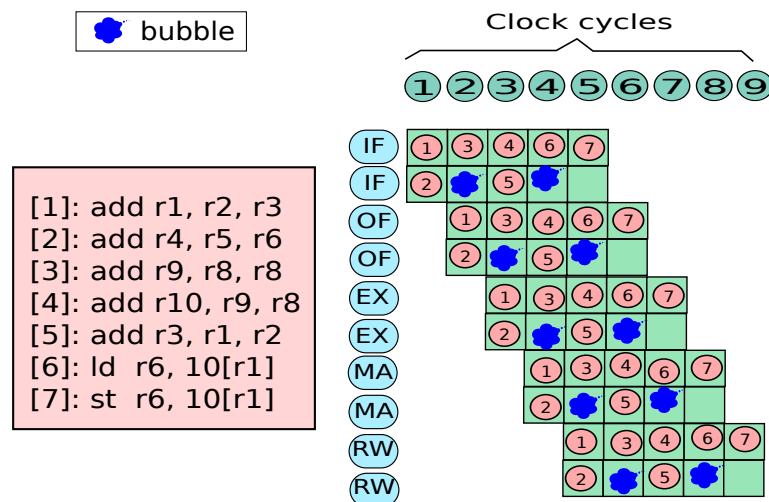 bubble
Clock cycles
1 2 3 4 5 6 7 8 9
IF 1 3 4 6 7
IF 2 5
OF 1 3 4 6 7
OF 2 5
EX 1 3 4 6 7
EX 2 5
MA 1 3 4 6 7
MA 2 5
RW 1 3 4 6 7
RW 2 5
[1]: add r1, r2, r3
[2]: add r4, r5, r6
[3]: add r9, r8, r8
[4]: add r10, r9, r8
[5]: add r3, r1, r2
[6]: ld r6, 10[r1]
[7]: st r6, 10[r1]